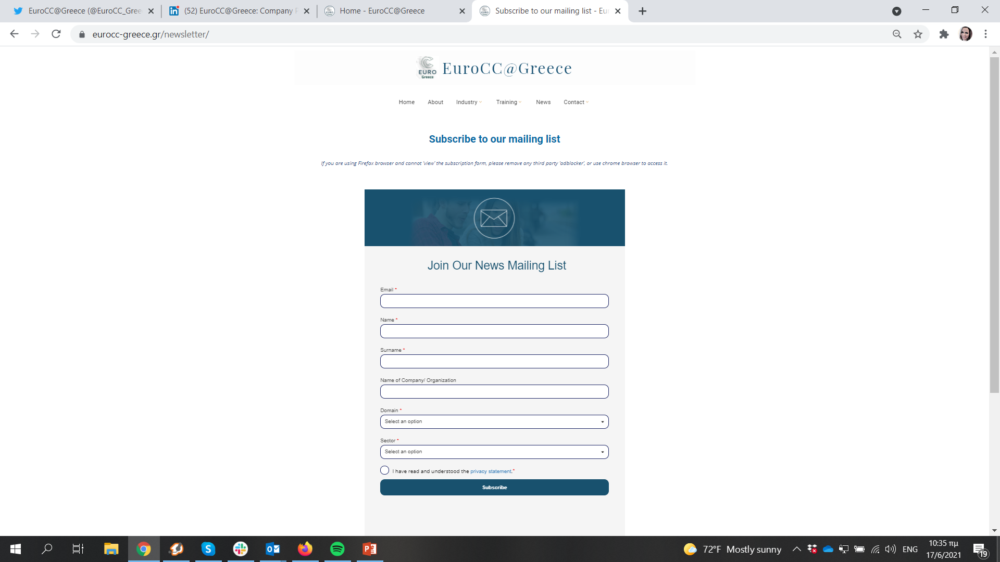 EuroCC@Greece (@EuroCC_Gree
(52) EuroCC@Greece: Company P
Home - EuroCC@Greece
Subscribe to our mailing list - Eu
eurocc-greece.gr/newsletter/
EURO
Greece
EuroCC@Greece
Home
About
Industry
Training
News
Contact
Subscribe to our mailing list
If you are using Firefox browser and cannot 'view' the subscription form, please remove any third party 'adblocker', or use chrome browser to access it.
Join Our News Mailing List
Email *
Name *
Surname *
Name of Company/ Organization
Domain *
Select an option
Sector *
Select an option
I have read and understood the privacy statement.*
Subscribe
72°F Mostly sunny
ENG
10:35 πμ
17/6/2021
19